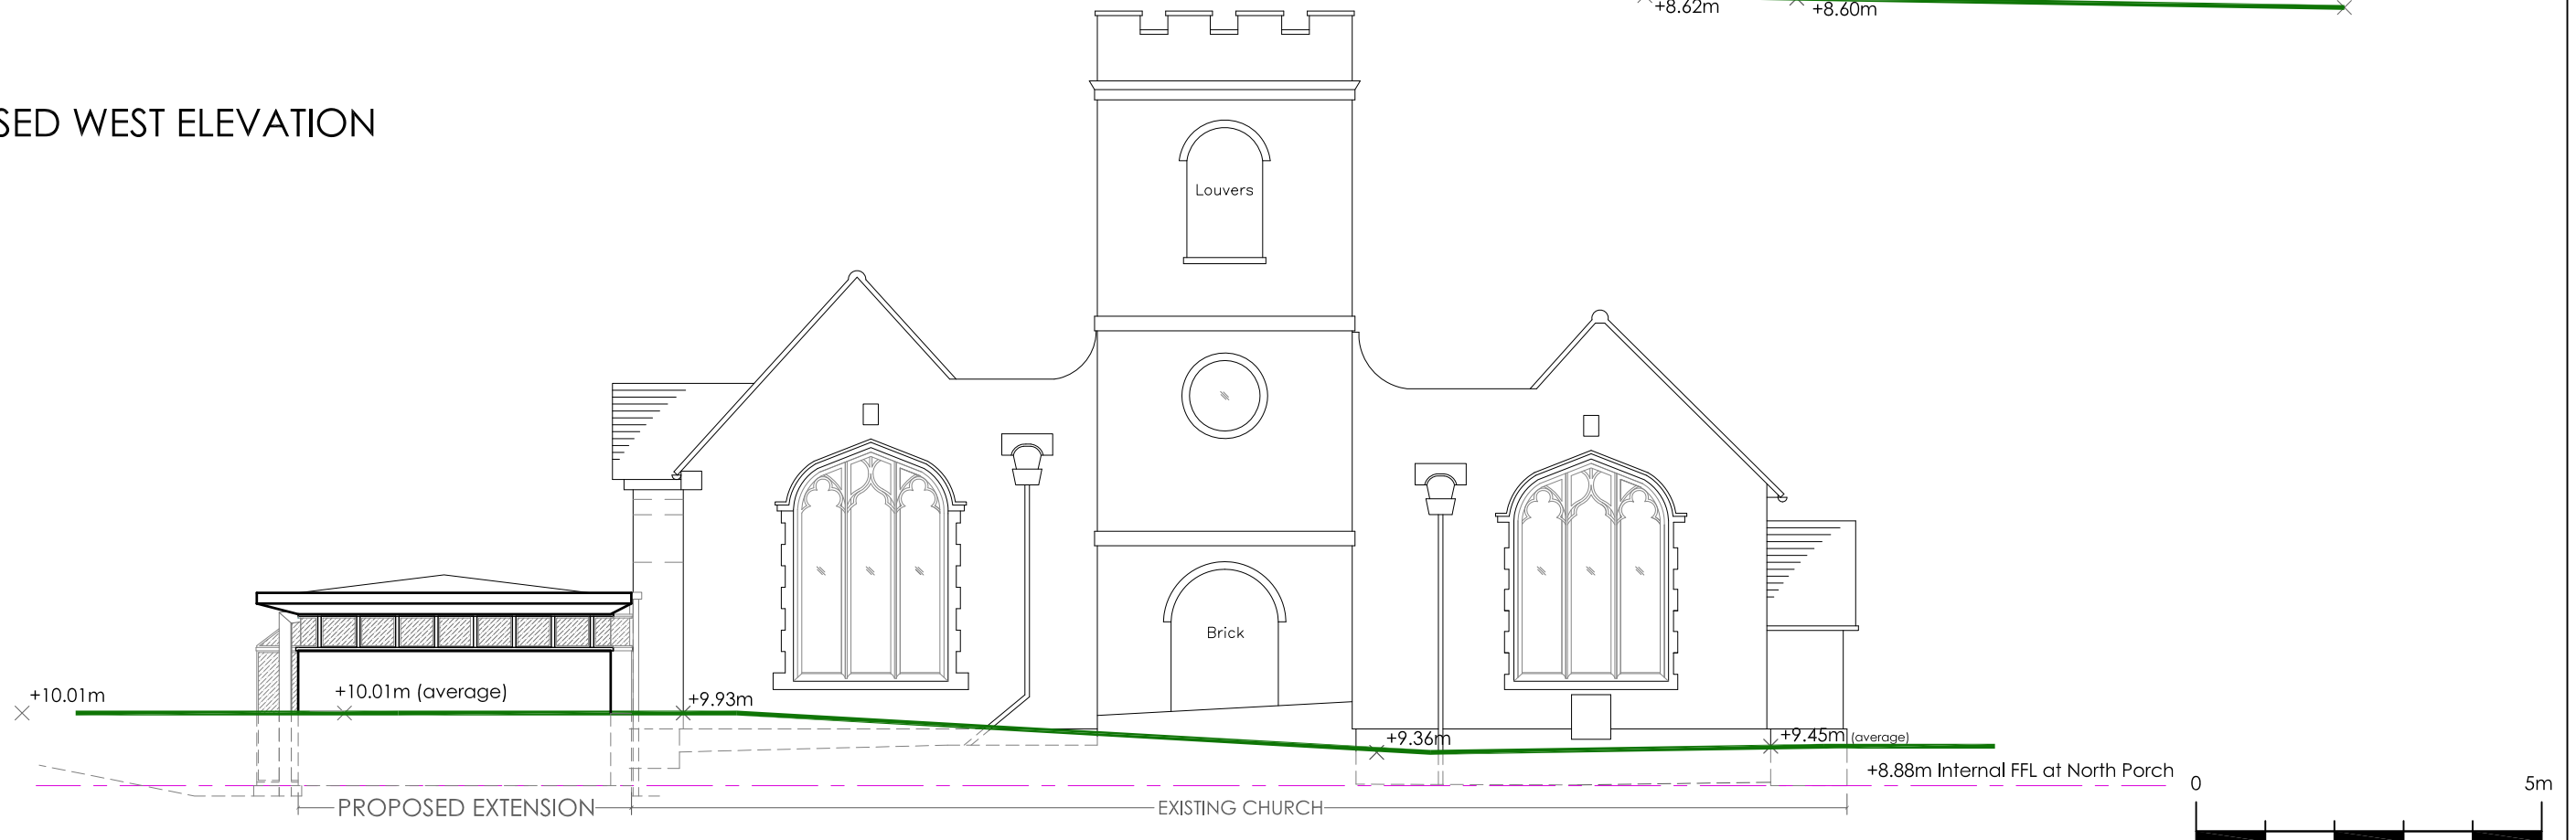 +8.62m
+8.60m
SED WEST ELEVATION
Louvers
Brick
+10.01m
+10.01m (average)
+9.93m
+9.36m
+9.45m (average)
+8.88m Internal FFL at North Porch
0
5m
PROPOSED EXTENSION
EXISTING CHURCH